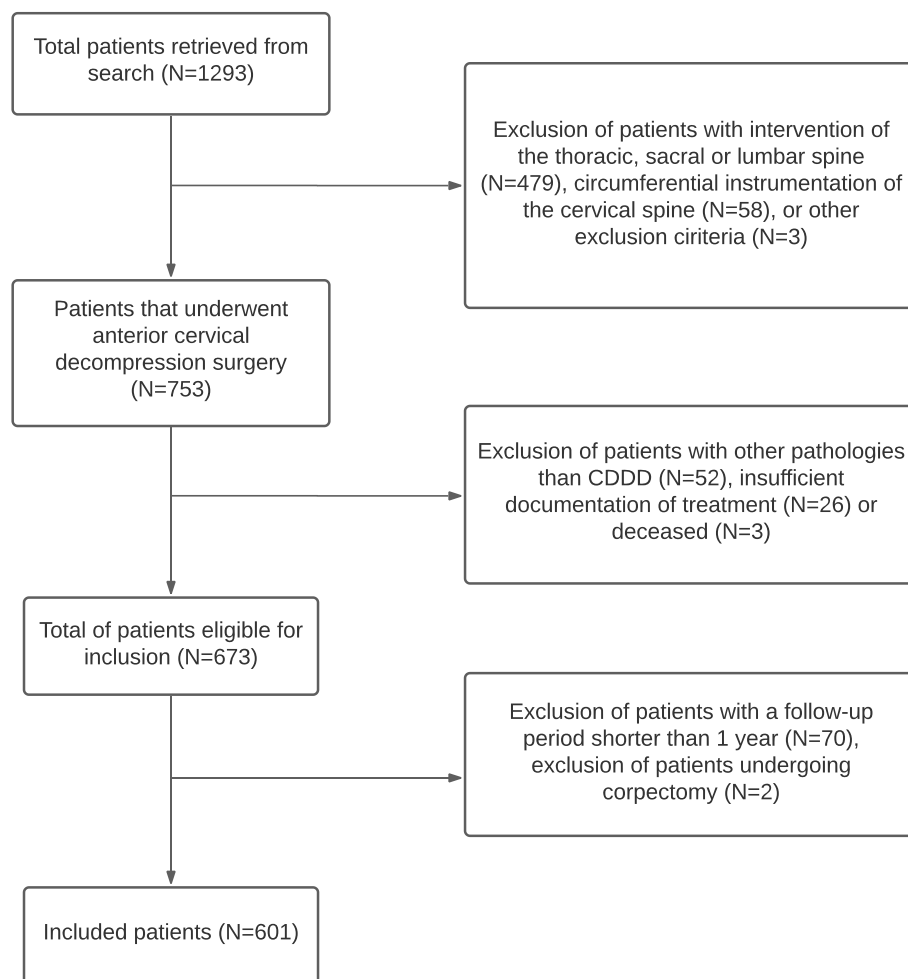 Total patients retrieved from
search (N=1293)
Exclusion of patients with intervention of
the thoracic, sacral or lumbar spine
(N=479), circumferential instrumentation of
the cervical spine (N=58), or other
exclusion ciriteria (N=3)
Patients that underwent
anterior cervical
decompression surgery
(N=753)
Exclusion of patients with other pathologies
than CDDD (N=52), insufficient
documentation of treatment (N=26) or
deceased (N=3)
Total of patients eligible for
inclusion (N=673)
Exclusion of patients with a follow-up
period shorter than 1 year (N=70),
exclusion of patients undergoing
corpectomy (N=2)
Included patients (N=601)